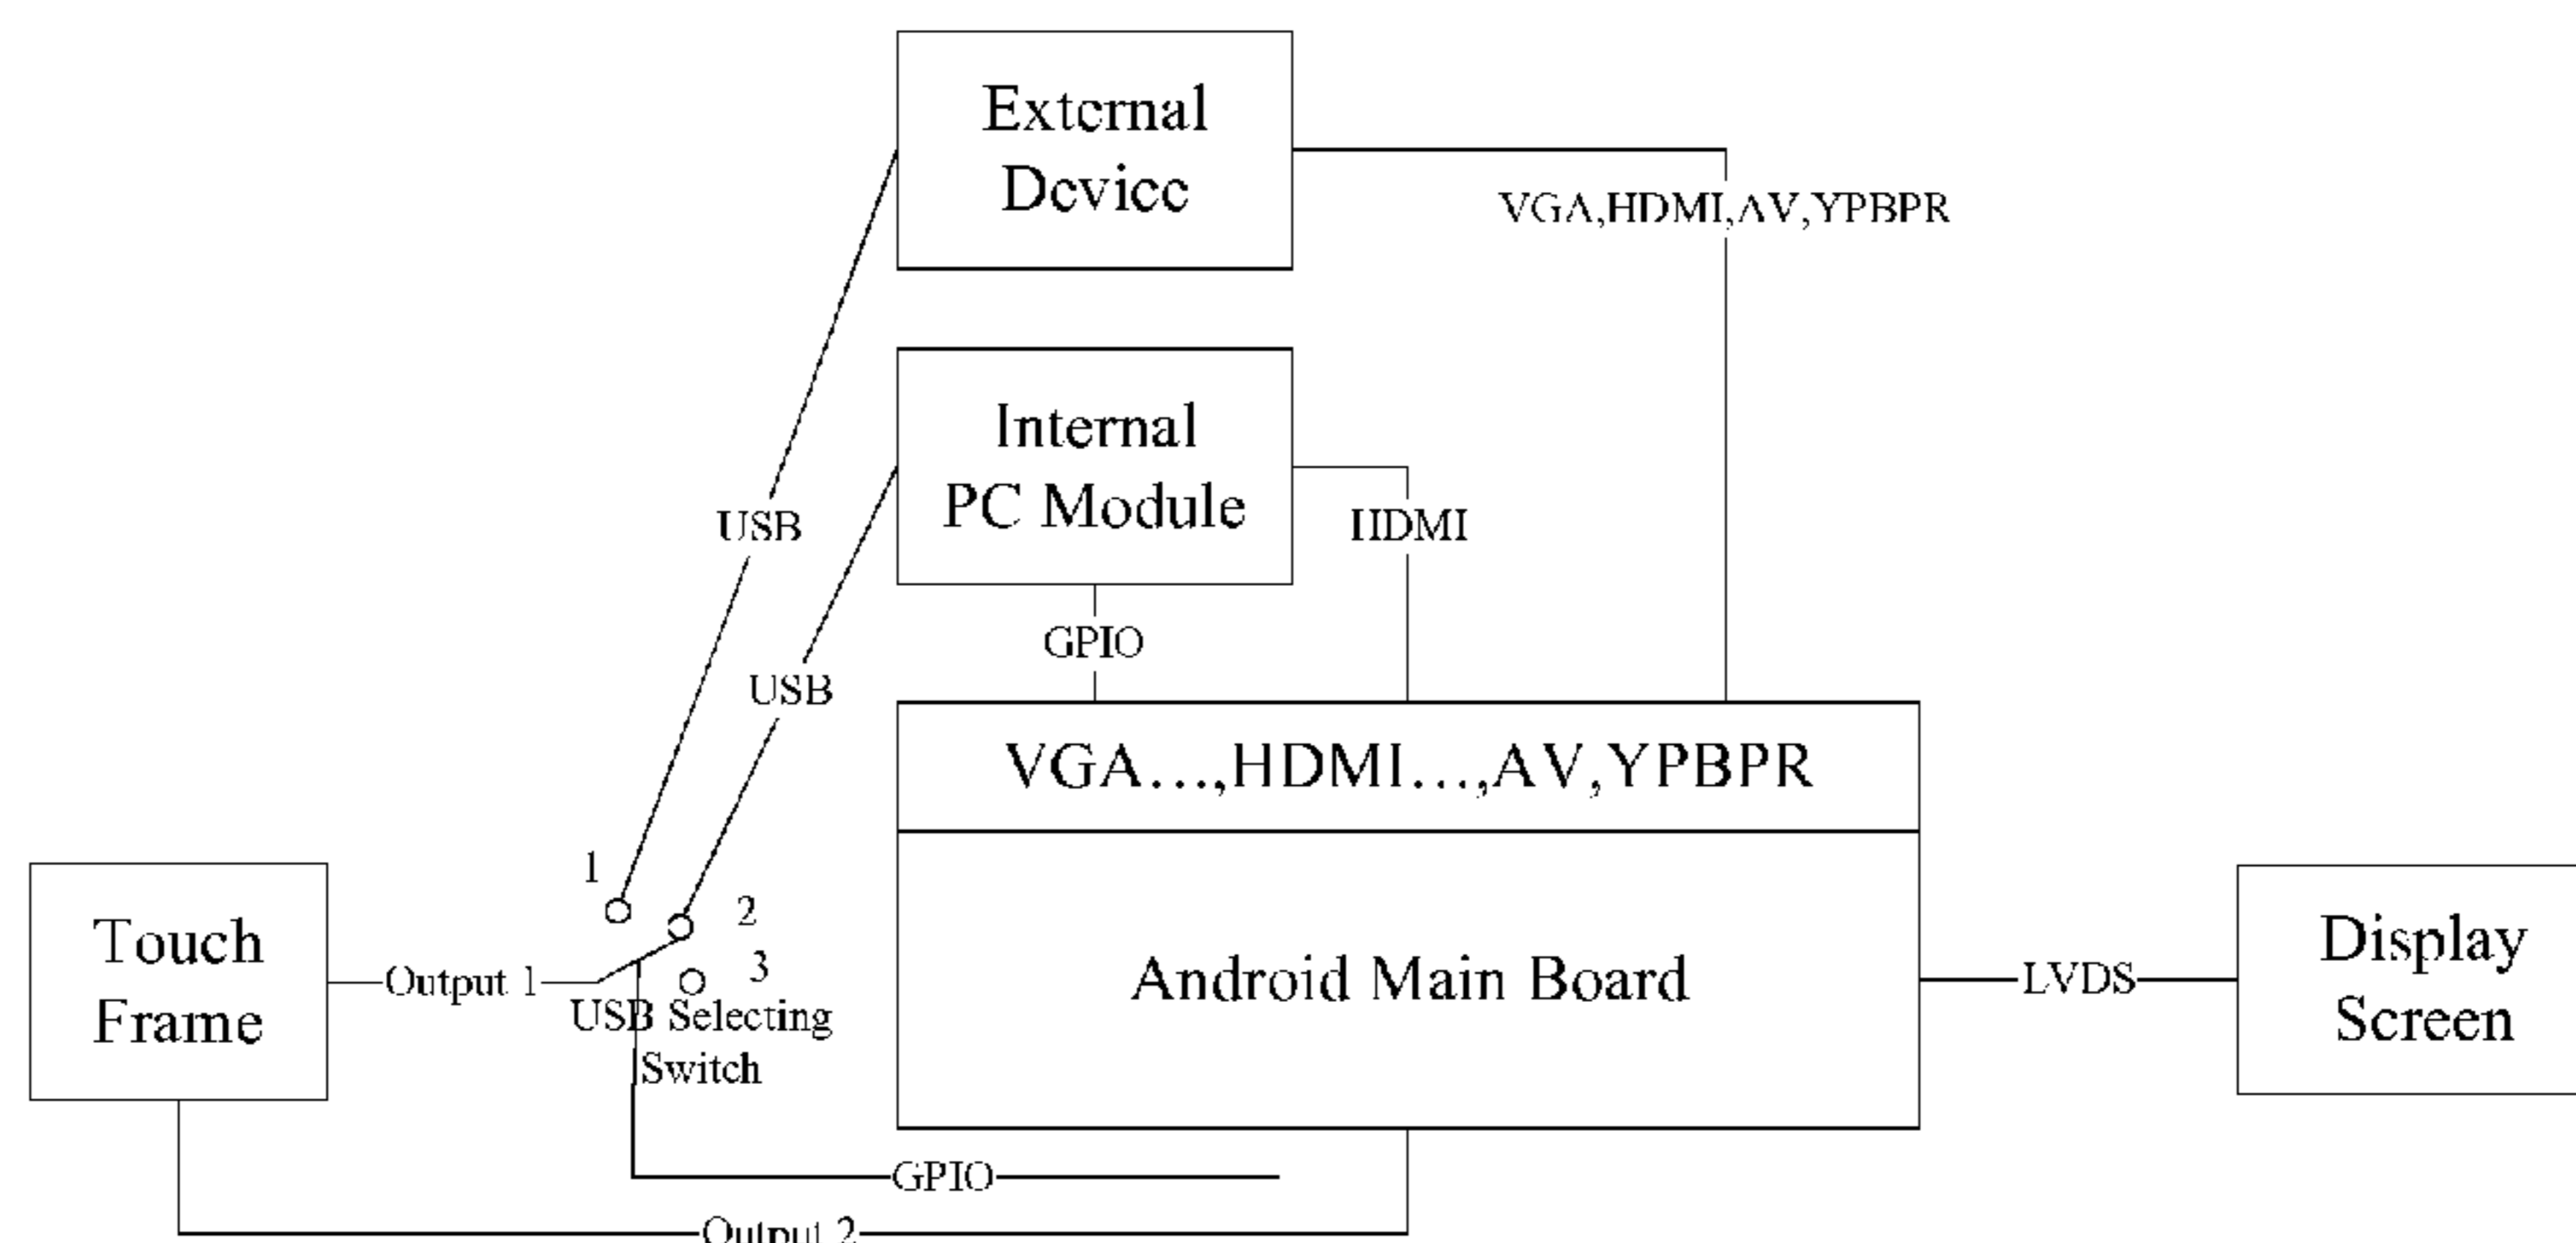 External
Device
VGA,HDMI,AV,YPBPR
Internal
PC Module
USB
HDMI
GPIO
USB
VGA...,HDMI...,AV,YPBPR
1
2
3
Touch
Frame
Output 1
USB Selecting
Switch
Android Main Board
LVDS
Display
Screen
GPIO
Output 2